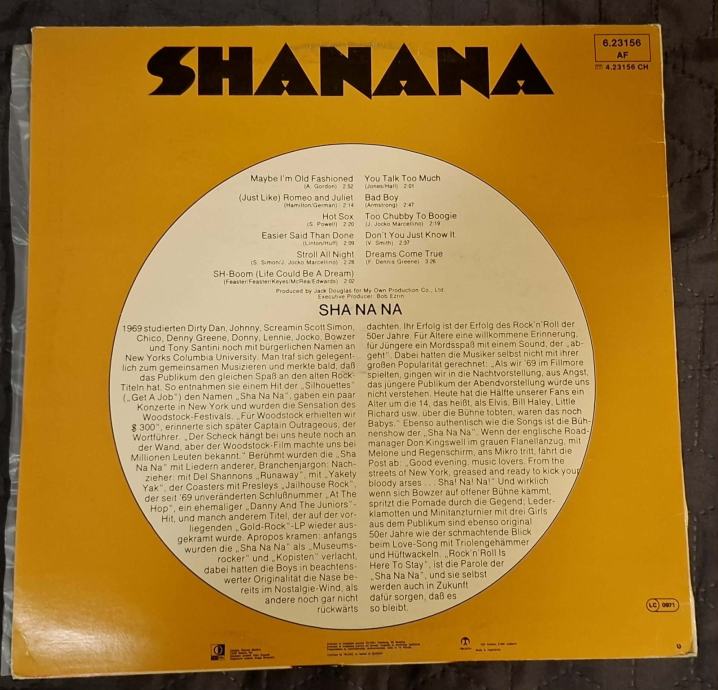 SHANANA
6.23156
AF
4.23156 CH
Maybe I'm Old Fashioned
(A. Gordon) 2:52
(Just Like) Romeo and Juliet
(Hamilton/German) 2:14
Hot Sox
(S. Powell) 2:20
Easier Said Than Done
(Linton/Huff) 2:09
Stroll All Night
(S. Simon/J. Jocko Marcellino) 2:28
SH-Boom (Life Could Be A Dream)
(Feaster/Feaster/Keyes/McRae/Edwards) 2:02
You Talk Too Much
(Jones/Hall) 2:01
Bad Boy
(Armstrong) 2:47
Too Chubby To Boogie
(J. Jocko Marcellino) 2:19
Don't You Just Know It
(V. Smith) 2:37
Dreams Come True
(F. Dennis Greene) 3:26
Produced by Jack Douglas for My Own Production Co., Ltd.
Executive Producer: Bob Ezrin
SHA NA NA
1969 studierten Dirty Dan, Johnny, Screamin Scott Simon,
Chico, Denny Greene, Donny, Lennie, Jocko, Bowzer
und Tony Santini noch mit bürgerlichen Namen an
New Yorks Columbia University. Man traf sich gelegent-
lich zum gemeinsamen Musizieren und merkte bald, daß
das Publikum den gleichen Spaß an den alten Rock-
Titeln hat. So entnahmen sie einem Hit der „Silhouettes"
(„Get A Job") den Namen „Sha Na Na", gaben ein paar
Konzerte in New York und wurden die Sensation des
Woodstock-Festivals. „Für Woodstock erhielten wir
$ 300", erinnerte sich später Captain Outrageous, der
Wortführer. „Der Scheck hängt bei uns heute noch an
der Wand, aber der Woodstock-Film machte uns bei
Millionen Leuten bekannt." Berühmt wurden die „Sha
Na Na" mit Liedern anderer, Branchenjargon: Nach-
zieher: mit Del Shannons „Runaway", mit „Yakety
Yak", der Coasters mit Presleys „Jailhouse Rock",
der seit '69 unveränderten Schlußnummer „At The
Hop", ein ehemaliger „Danny And The Juniors"-
Hit, und manch anderem Titel, der auf der vor-
liegenden „Gold-Rock"-LP wieder aus-
gekramt wurde. Apropos kramen: anfangs
wurden die „Sha Na Na" als „Museums-
rocker" und „Kopisten" verlacht,
dabei hatten die Boys in beachtens-
werter Originalität die Nase be-
reits im Nostalgie-Wind, als
andere noch gar nicht
rückwärts
dachten. Ihr Erfolg ist der Erfolg des Rock'n'Roll der
50er Jahre. Für Ältere eine willkommene Erinnerung,
für Jüngere ein Mordsspaß mit einem Sound, der „ab-
geht". Dabei hatten die Musiker selbst nicht mit ihrer
großen Popularität gerechnet: „Als wir '69 im Fillmore
spielten, gingen wir in die Nachtvorstellung, aus Angst,
das jüngere Publikum der Abendvorstellung würde uns
nicht verstehen. Heute hat die Hälfte unserer Fans ein
Alter um die 14, das heißt, als Elvis, Bill Haley, Little
Richard usw. über die Bühne tobten, waren das noch
Babys." Ebenso authentisch wie die Songs ist die Büh-
nenshow der „Sha Na Na". Wenn der englische Road-
manager Don Kingswell im grauen Flanellanzug, mit
Melone und Regenschirm, ans Mikro tritt, fährt die
Post ab: „Good evening, music lovers. From the
streets of New York, greased and ready to kick your
bloody arses . . . Sha! Na! Na!" Und wirklich
wenn sich Bowzer auf offener Bühne kämmt,
spritzt die Pomade durch die Gegend; Leder-
klamotten und Minitanzturnier mit drei Girls
aus dem Publikum sind ebenso original
50er Jahre wie der schmachtende Blick
beim Love-Song mit Triolengehämmer
und Hüftwackeln. „Rock'n'Roll Is
Here To Stay", ist die Parole der
„Sha Na Na", und sie selbst
werden auch in Zukunft
dafür sorgen, daß es
so bleibt.
LC 0971